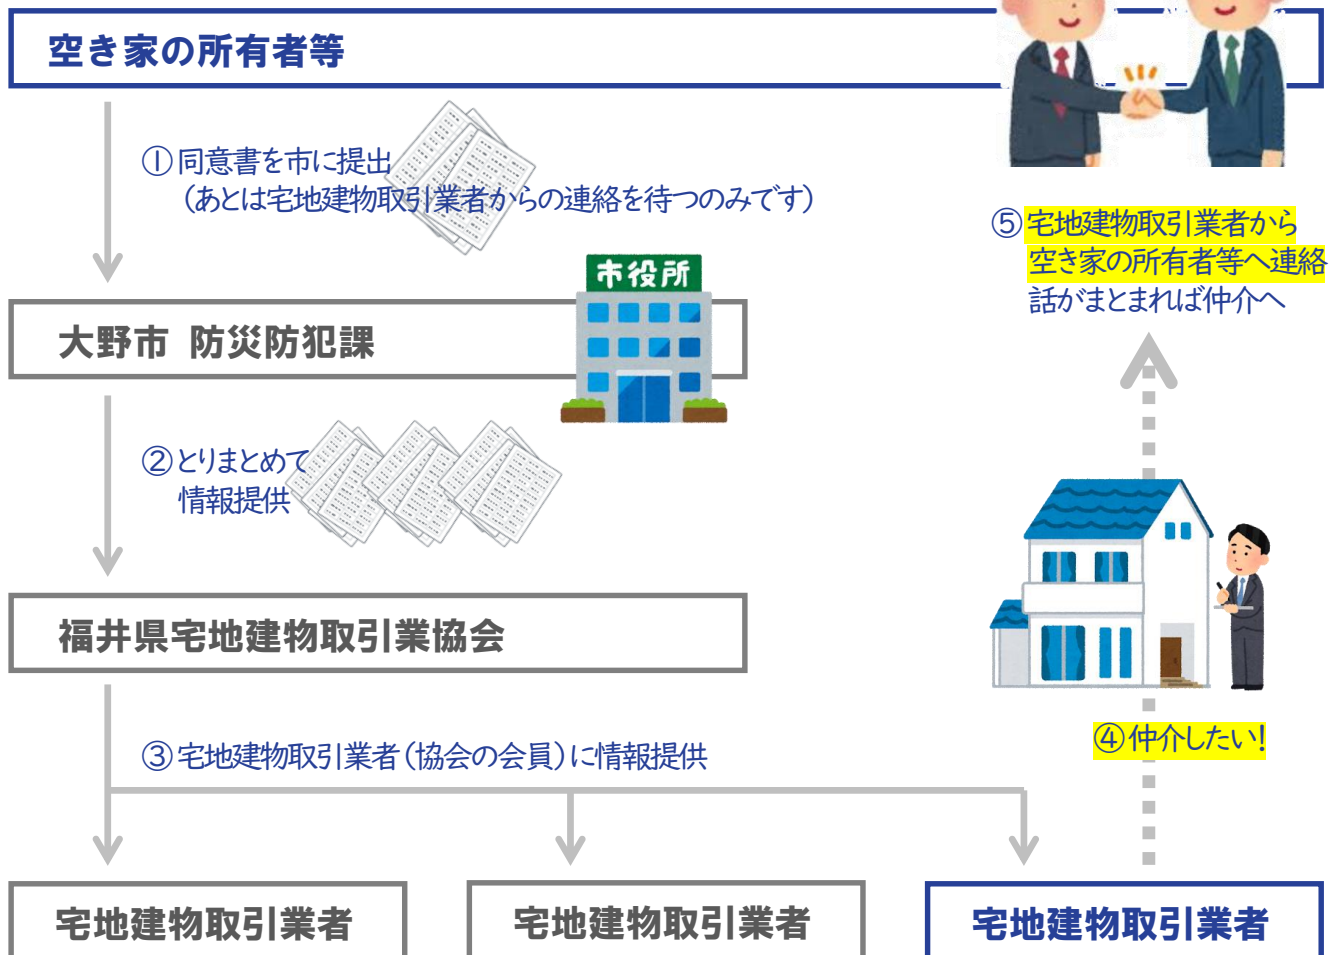 空き家の所有者等
①同意書を市に提出
(あとは宅地建物取引業者からの連絡を待つのみです)
市役所
大野市 防災防犯課
②とりまとめて
情報提供
福井県宅地建物取引業協会
③宅地建物取引業者(協会の会員)に情報提供
宅地建物取引業者
宅地建物取引業者
宅地建物取引業者
④仲介したい!
⑤宅地建物取引業者から
空き家の所有者等へ連絡
話がまとまれば仲介へ